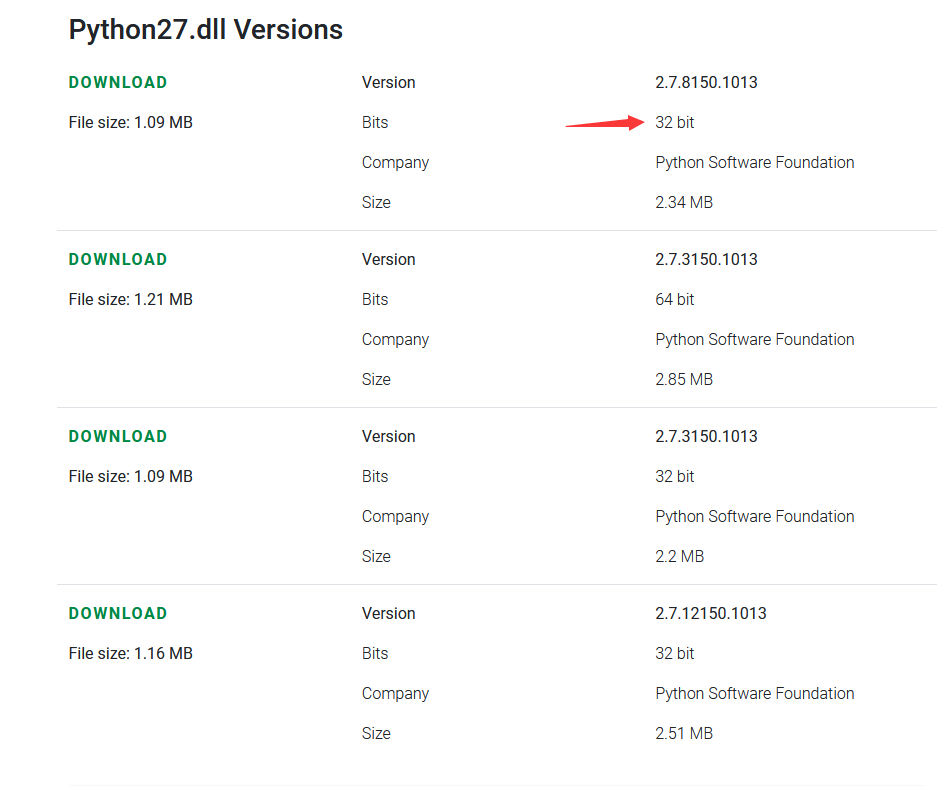 Python27.dll Versions
DOWNLOAD Version 2.7.8150.1013
File size: 1.09 MB Bits 32 bit
Company Python Software Foundation
Size 2.34 MB
DOWNLOAD Version 2.7.3150.1013
File size: 1.21 MB Bits 64 bit
Company Python Software Foundation
Size 2.85 MB
DOWNLOAD Version 2.7.3150.1013
File size: 1.09 MB Bits 32 bit
Company Python Software Foundation
Size 2.2 MB
DOWNLOAD Version 2.7.12150.1013
File size: 1.16 MB Bits 32 bit
Company Python Software Foundation
Size 2.51 MB